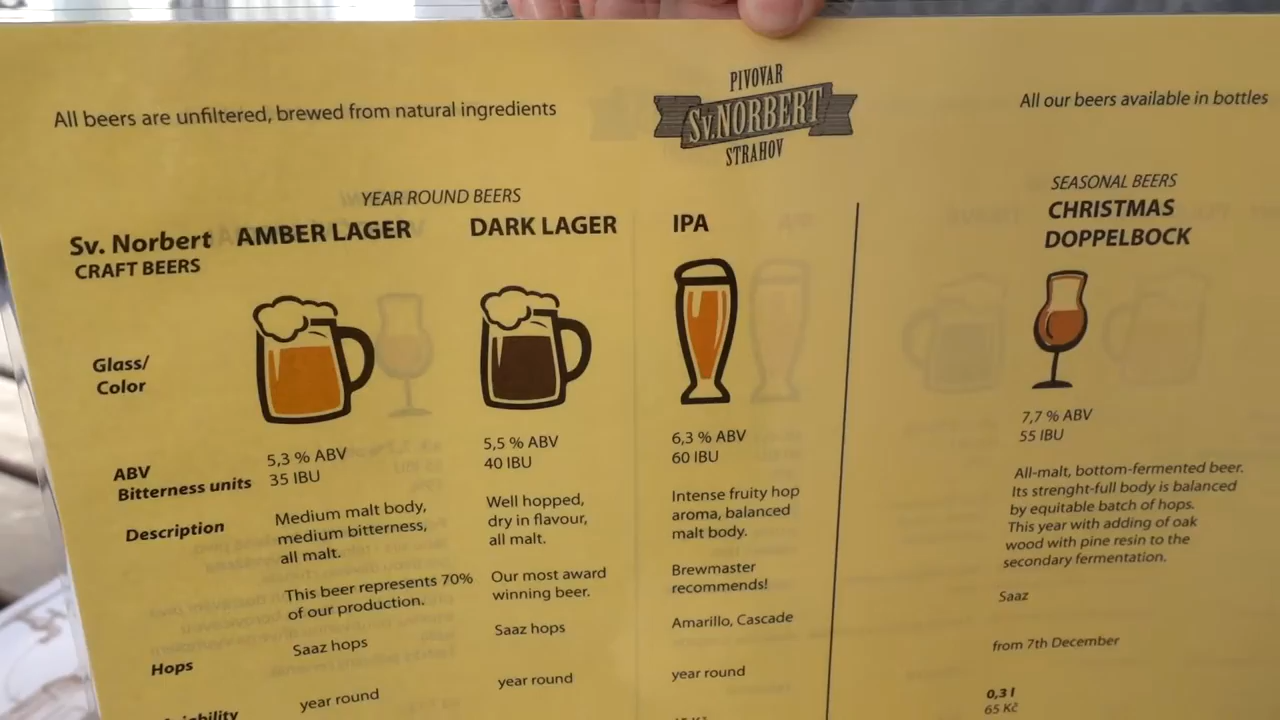 All beers are unfiltered, brewed from natural ingredients
PIVOVAR
Sv. NORBERT
STRAHOV
All our beers available in bottles
YEAR ROUND BEERS
SEASONAL BEERS
Sv. Norbert
CRAFT BEERS
AMBER LAGER
DARK LAGER
IPA
CHRISTMAS
DOPPELBOCK
Glass/
Color
ABV
Bitterness units
5,3 % ABV
35 IBU
5,5 % ABV
40 IBU
6,3 % ABV
60 IBU
7,7 % ABV
55 IBU
Description
Medium malt body,
medium bitterness,
all malt.
This beer represents 70%
of our production.
Well hopped,
dry in flavour,
all malt.
Our most award
winning beer.
Intense fruity hop
aroma, balanced
malt body.
Brewmaster
recommends!
All-malt, bottom-fermented beer.
Its strenght-full body is balanced
by equitable batch of hops.
This year with adding of oak
wood with pine resin to the
secondary fermentation.
Hops
Saaz hops
Saaz hops
Amarillo, Cascade
Saaz
year round
year round
year round
from 7th December
0,3 l
65 Kč